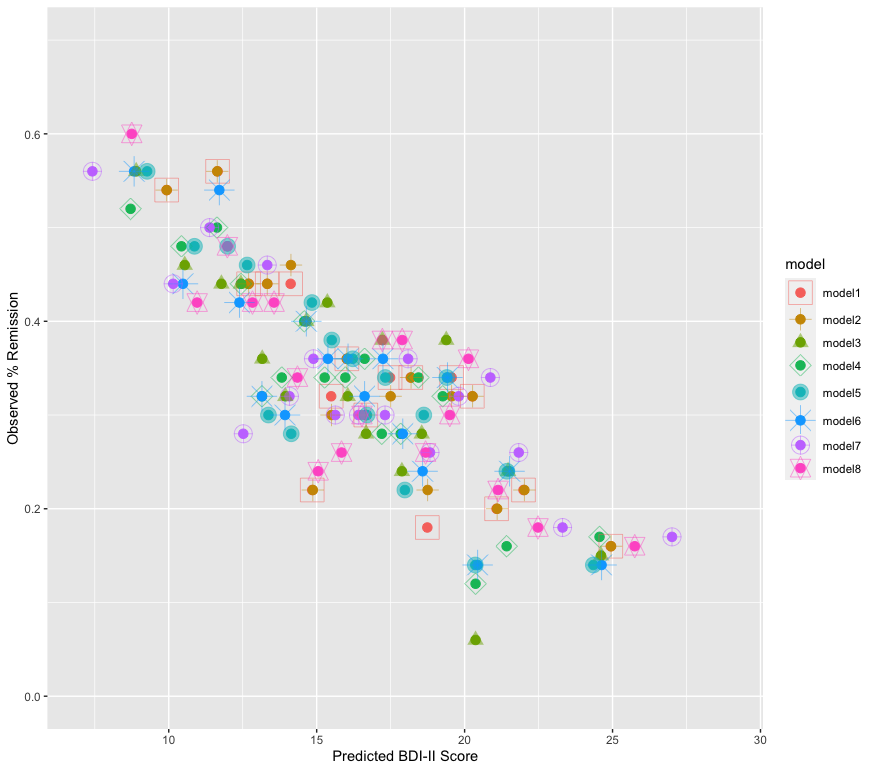 0.6
0.4
0.2
0.0
Observed % Remission
10
15
20
25
30
Predicted BDI-II Score
model
model1
model2
model3
model4
model5
model6
model7
model8